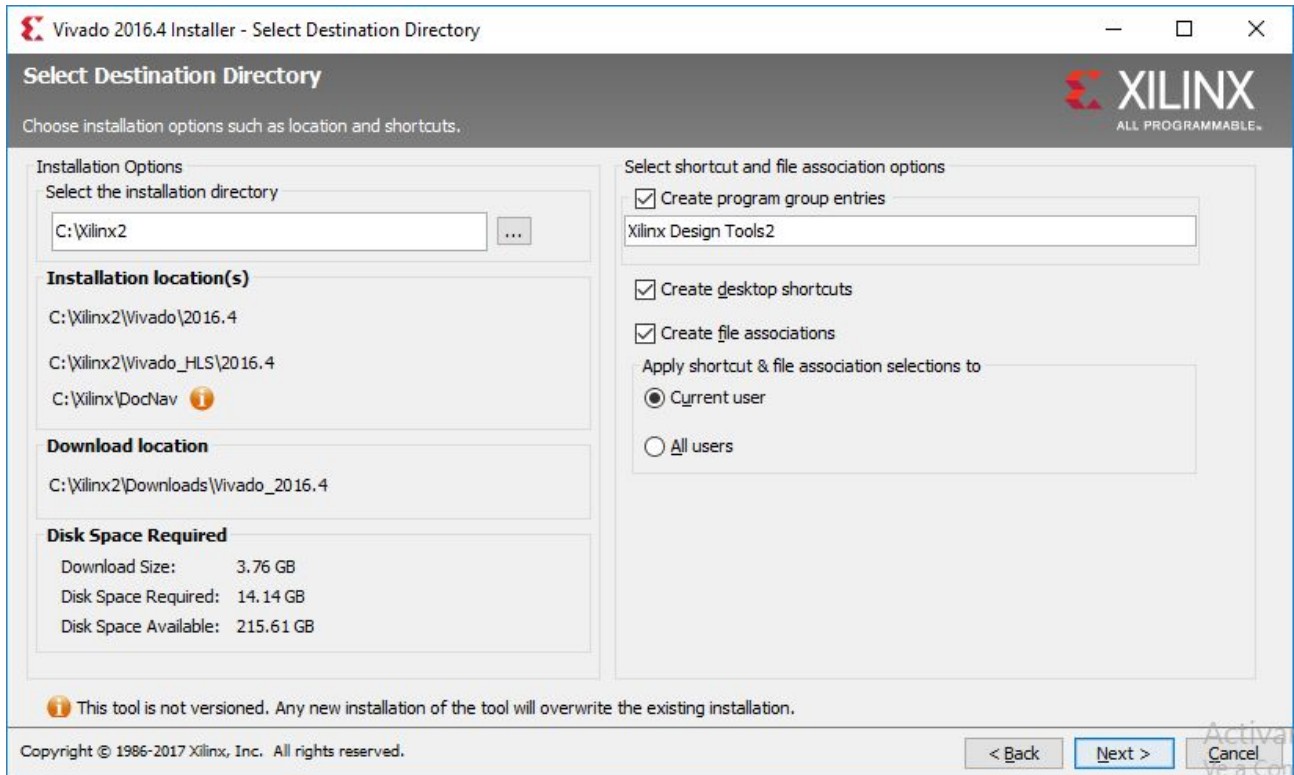 Vivado 2016.4 Installer - Select Destination Directory
Select Destination Directory
Choose installation options such as location and shortcuts.
XILINX
ALL PROGRAMMABLE™
Installation Options
Select the installation directory
C:\Xilinx2
...
Installation location(s)
C:\Xilinx2\Vivado\2016.4
C:\Xilinx2\Vivado_HLS\2016.4
C:\Xilinx\DocNav
Download location
C:\Xilinx2\Downloads\Vivado_2016.4
Disk Space Required
Download Size: 3.76 GB
Disk Space Required: 14.14 GB
Disk Space Available: 215.61 GB
Select shortcut and file association options
Create program group entries
Xilinx Design Tools2
Create desktop shortcuts
Create file associations
Apply shortcut & file association selections to
Current user
All users
This tool is not versioned. Any new installation of the tool will overwrite the existing installation.
Copyright © 1986-2017 Xilinx, Inc. All rights reserved.
< Back
Next >
Cancel